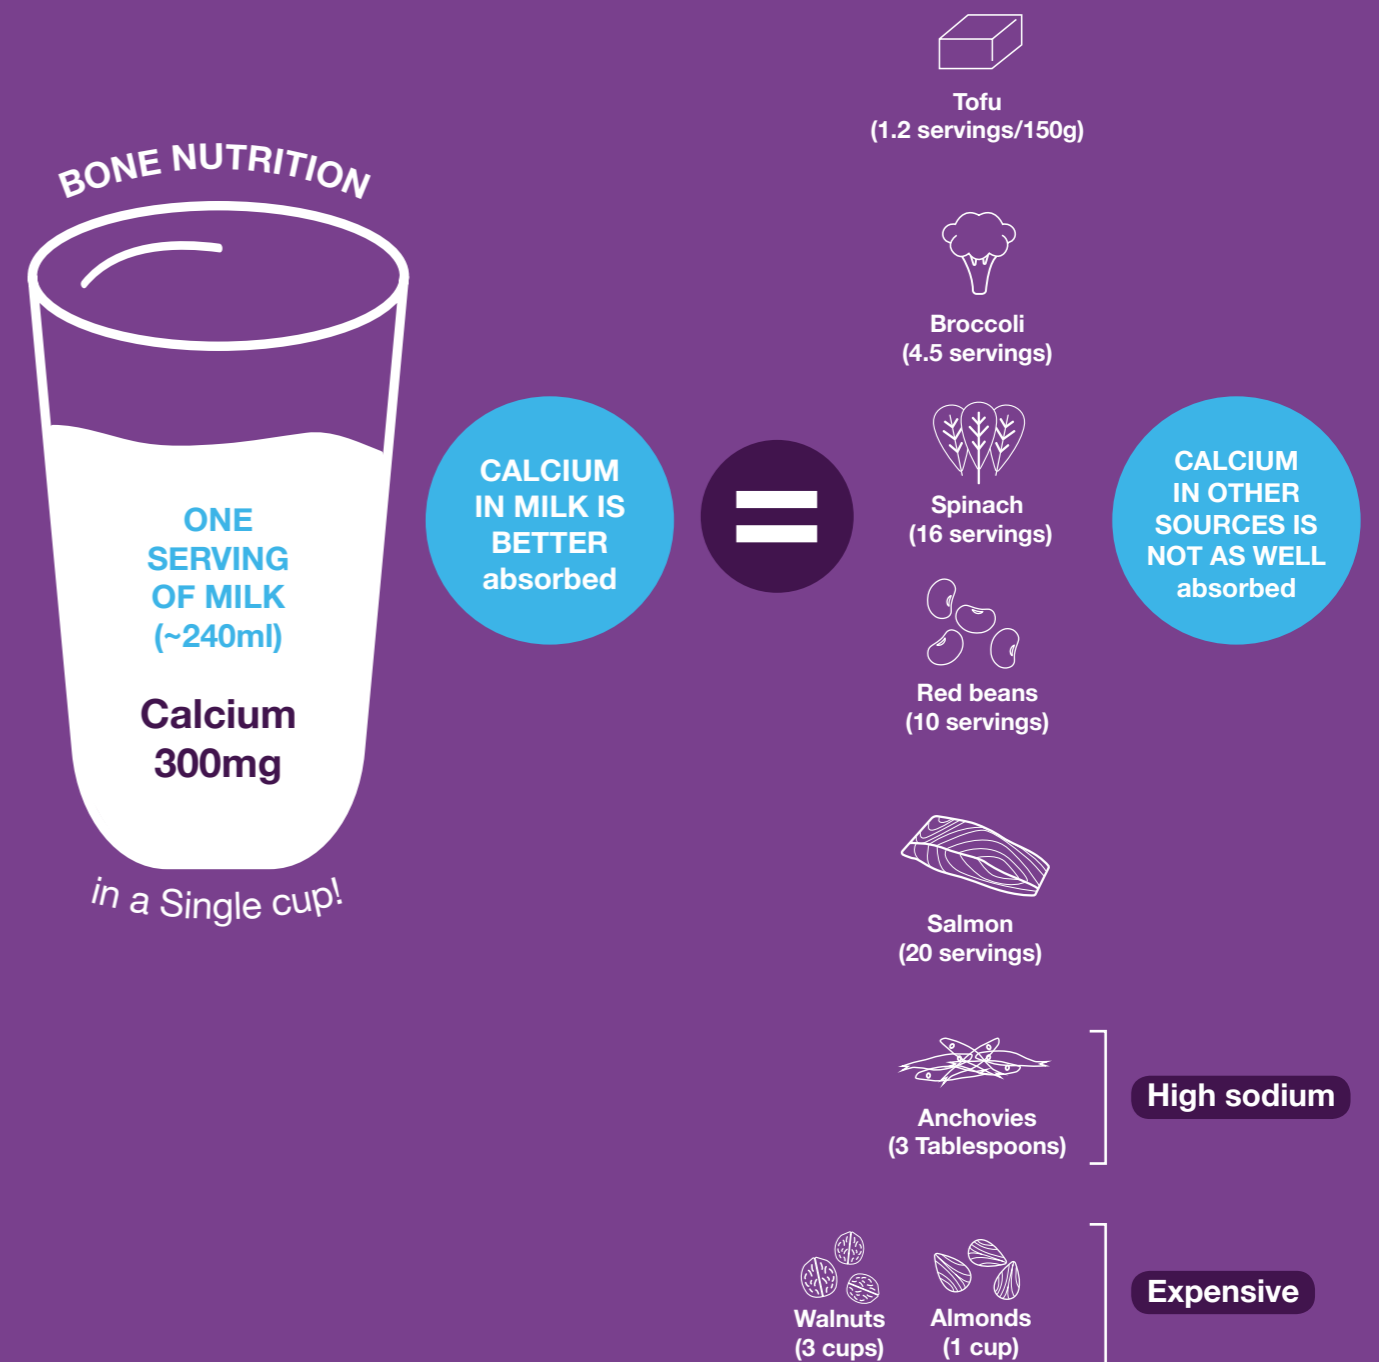 BONE NUTRITION
ONE
SERVING
OF MILK
(~240ml)
Calcium
300mg
in a Single cup!
CALCIUM
IN MILK IS
BETTER
absorbed
=
Tofu
(1.2 servings/150g)
Broccoli
(4.5 servings)
Spinach
(16 servings)
Red beans
(10 servings)
Salmon
(20 servings)
Anchovies
(3 Tablespoons)
Walnuts
(3 cups)
Almonds
(1 cup)
CALCIUM
IN OTHER
SOURCES IS
NOT AS WELL
absorbed
High sodium
Expensive